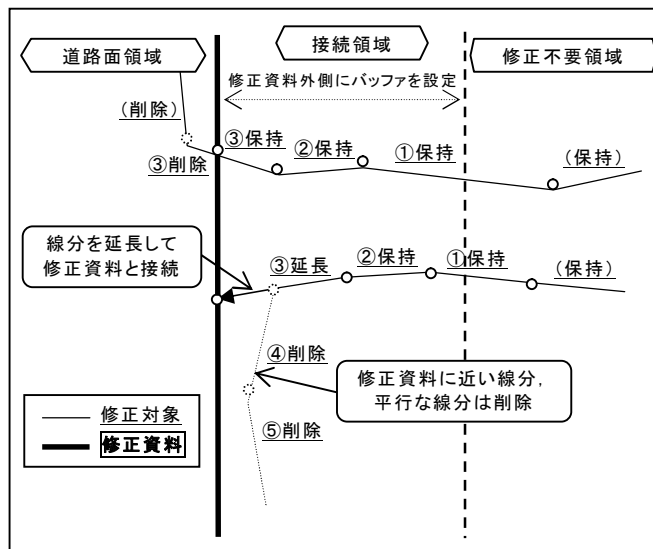 道路面領域
接続領域
修正不要領域
修正資料外側にバッファを設定
(削除)
③保持
②保持
①保持
(保持)
③削除
線分を延長して
修正資料と接続
③延長
②保持
①保持
(保持)
④削除
修正資料に近い線分,
平行な線分は削除
⑤削除
修正対象
修正資料